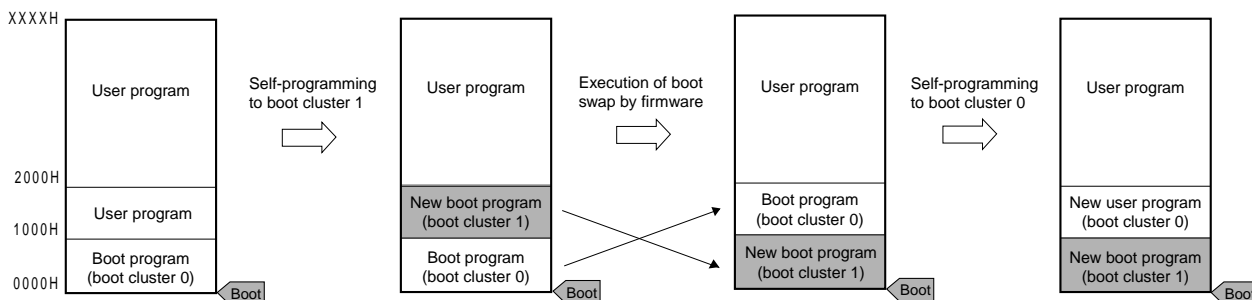 XXXXH
User program
2000H
User program
1000H
Boot program
(boot cluster 0)
0000H
Boot
Self-programming
to boot cluster 1
User program
New boot program
(boot cluster 1)
Boot program
(boot cluster 0)
Boot
Execution of boot
swap by firmware
User program
Boot program
(boot cluster 0)
New boot program
(boot cluster 1)
Boot
Self-programming
to boot cluster 0
User program
New user program
(boot cluster 0)
New boot program
(boot cluster 1)
Boot